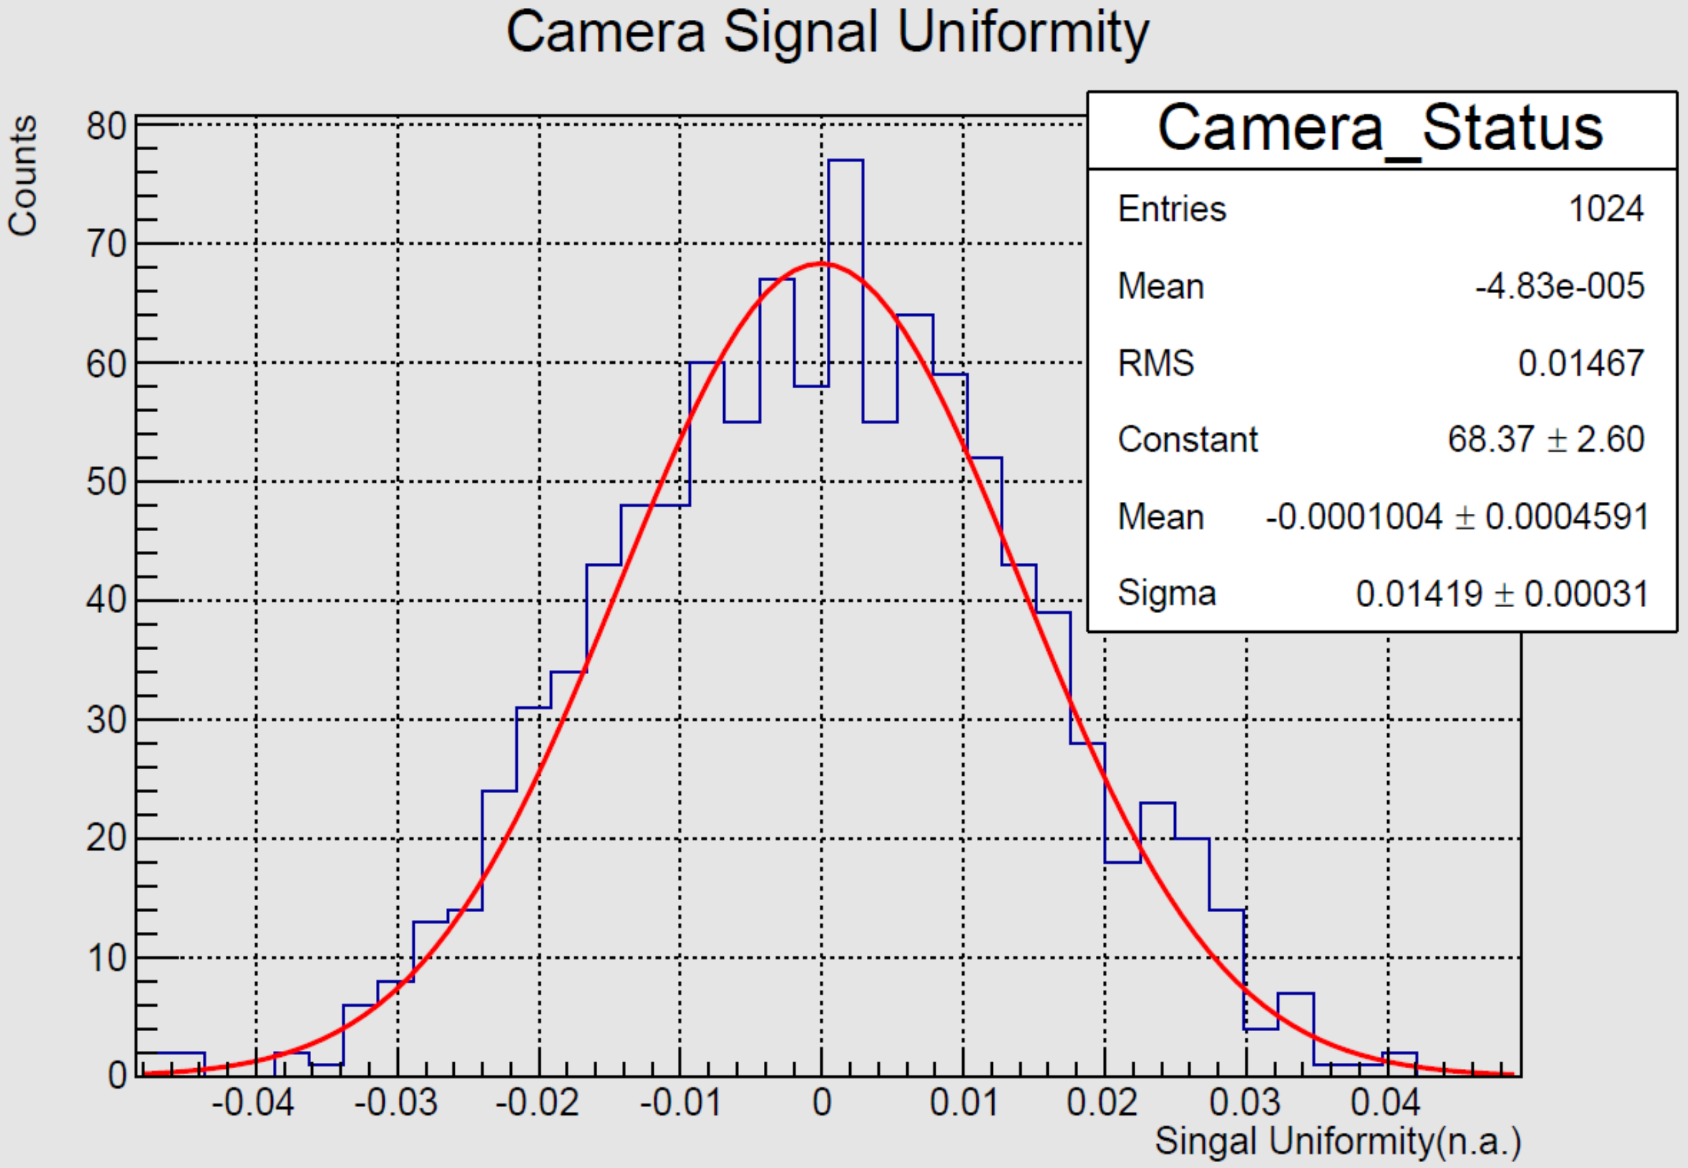 Camera Signal Uniformity
Counts
80
70
60
50
40
30
20
10
0
Camera_Status
Entries 1024
Mean -4.83e-005
RMS 0.01467
Constant 68.37 ± 2.60
Mean -0.0001004 ± 0.0004591
Sigma 0.01419 ± 0.00031
-0.04 -0.03 -0.02 -0.01 0 0.01 0.02 0.03 0.04
Singal Uniformity(n.a.)